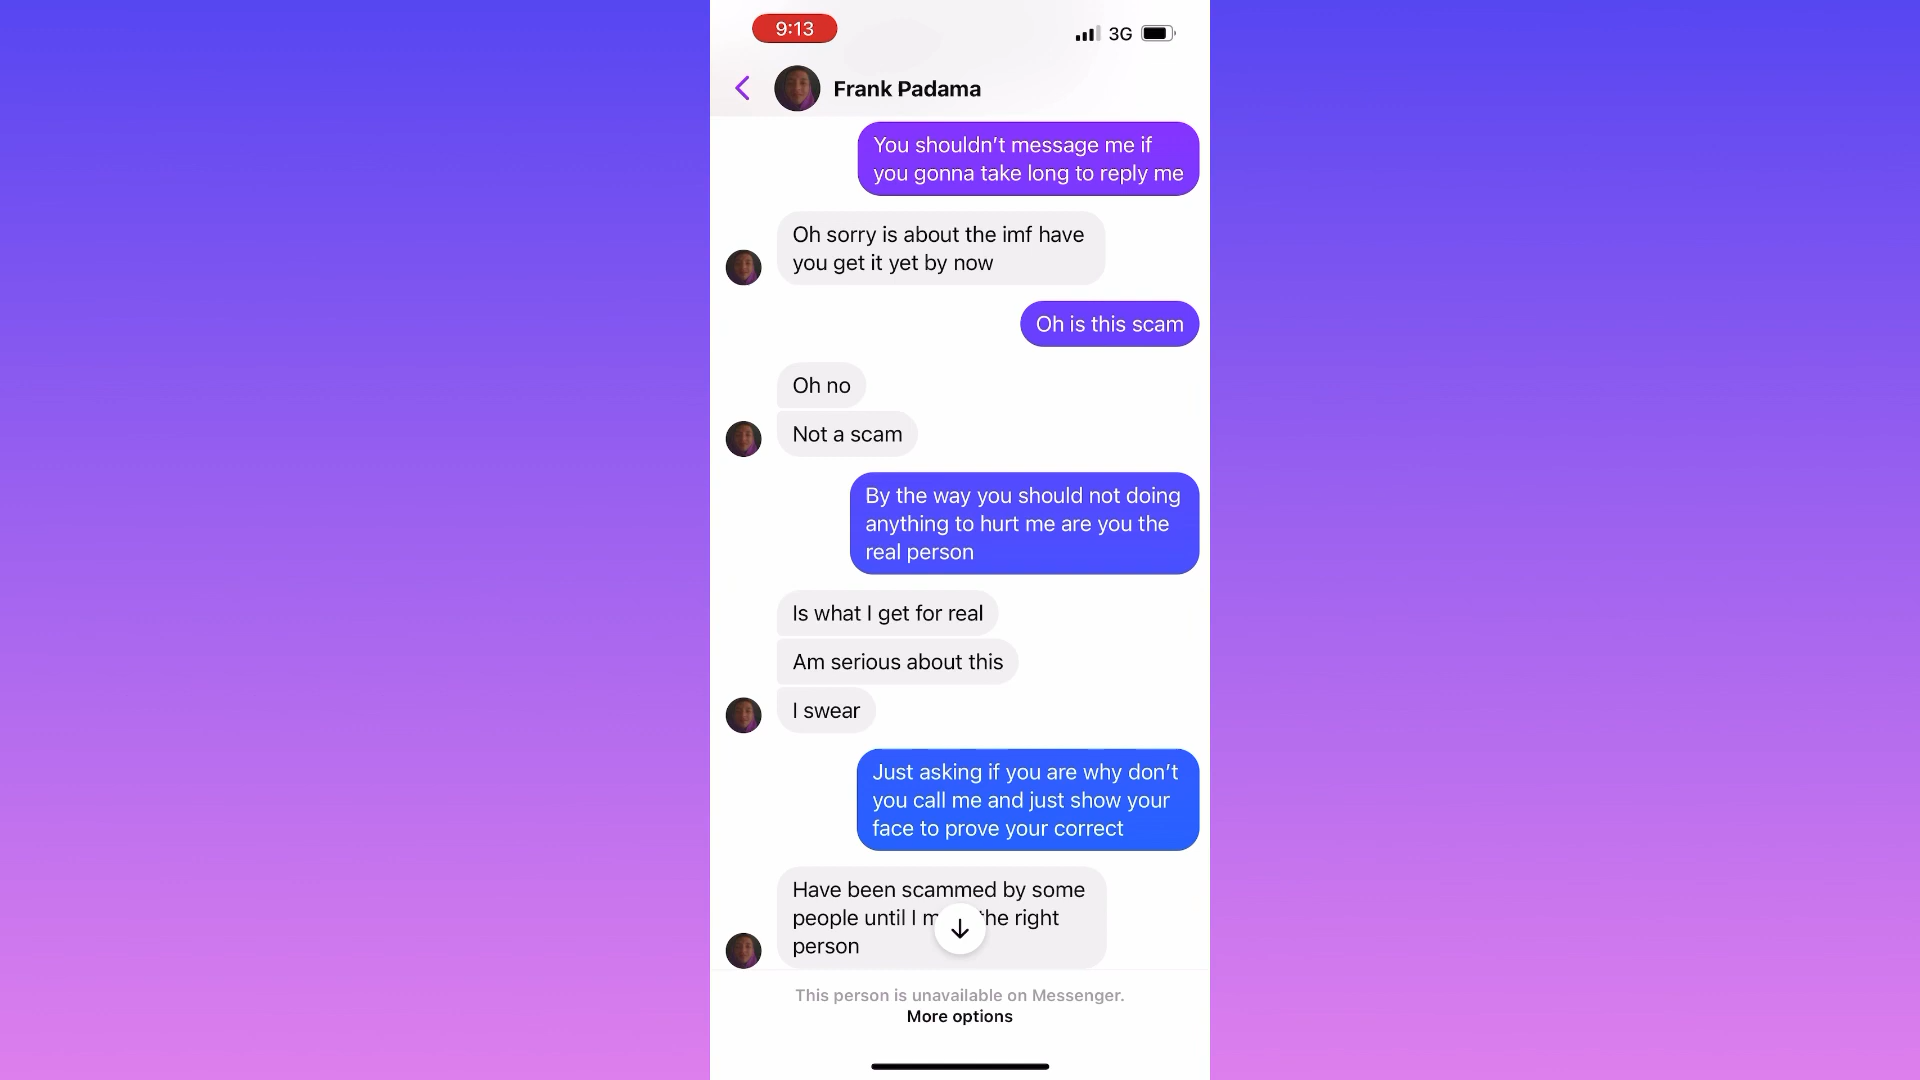 9:13
3G
Frank Padama
You shouldn’t message me if
you gonna take long to reply me
Oh sorry is about the imf have
you get it yet by now
Oh is this scam
Oh no
Not a scam
By the way you should not doing
anything to hurt me are you the
real person
Is what I get for real
Am serious about this
I swear
Just asking if you are why don’t
you call me and just show your
face to prove your correct
Have been scammed by some
people until I the right
person
This person is unavailable on Messenger.
More options